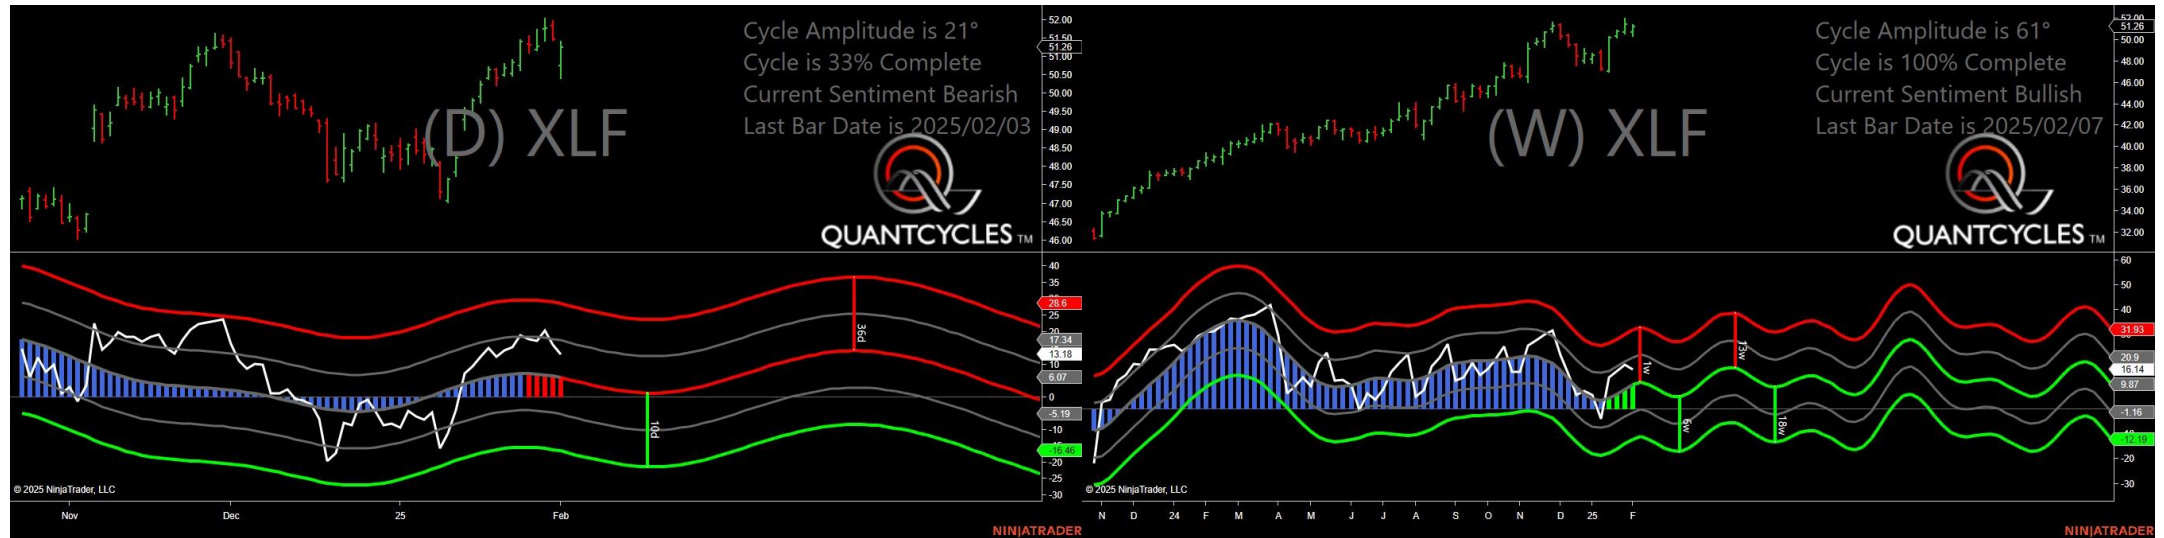 Cycle Amplitude is 21°
Cycle is 33% Complete
Current Sentiment Bearish
Last Bar Date is 2025/02/03
(D) XLF
QUANTCYCLES TM
52.00
51.50
51.26
51.00
50.50
50.00
49.50
49.00
48.50
48.00
47.50
47.00
46.50
46.00
40
35
30
28.6
25
20
17.34
13.18
10
6.07
0
-5.19
-10
-16.46
-20
-25
-30
36d
10d
© 2025 NinjaTrader, LLC
Nov
Dec
25
Feb
NINJATRADER
Cycle Amplitude is 61°
Cycle is 100% Complete
Current Sentiment Bullish
Last Bar Date is 2025/02/07
(W) XLF
QUANTCYCLES TM
52.00
51.26
50.00
48.00
46.00
44.00
42.00
40.00
38.00
36.00
34.00
32.00
60
50
40
31.93
20.9
16.14
9.87
-1.16
-12.19
-20
-30
1w
13w
6w
18w
© 2025 NinjaTrader, LLC
N D 24 F M A M J J A S O N D 25 F
NINJATRADER